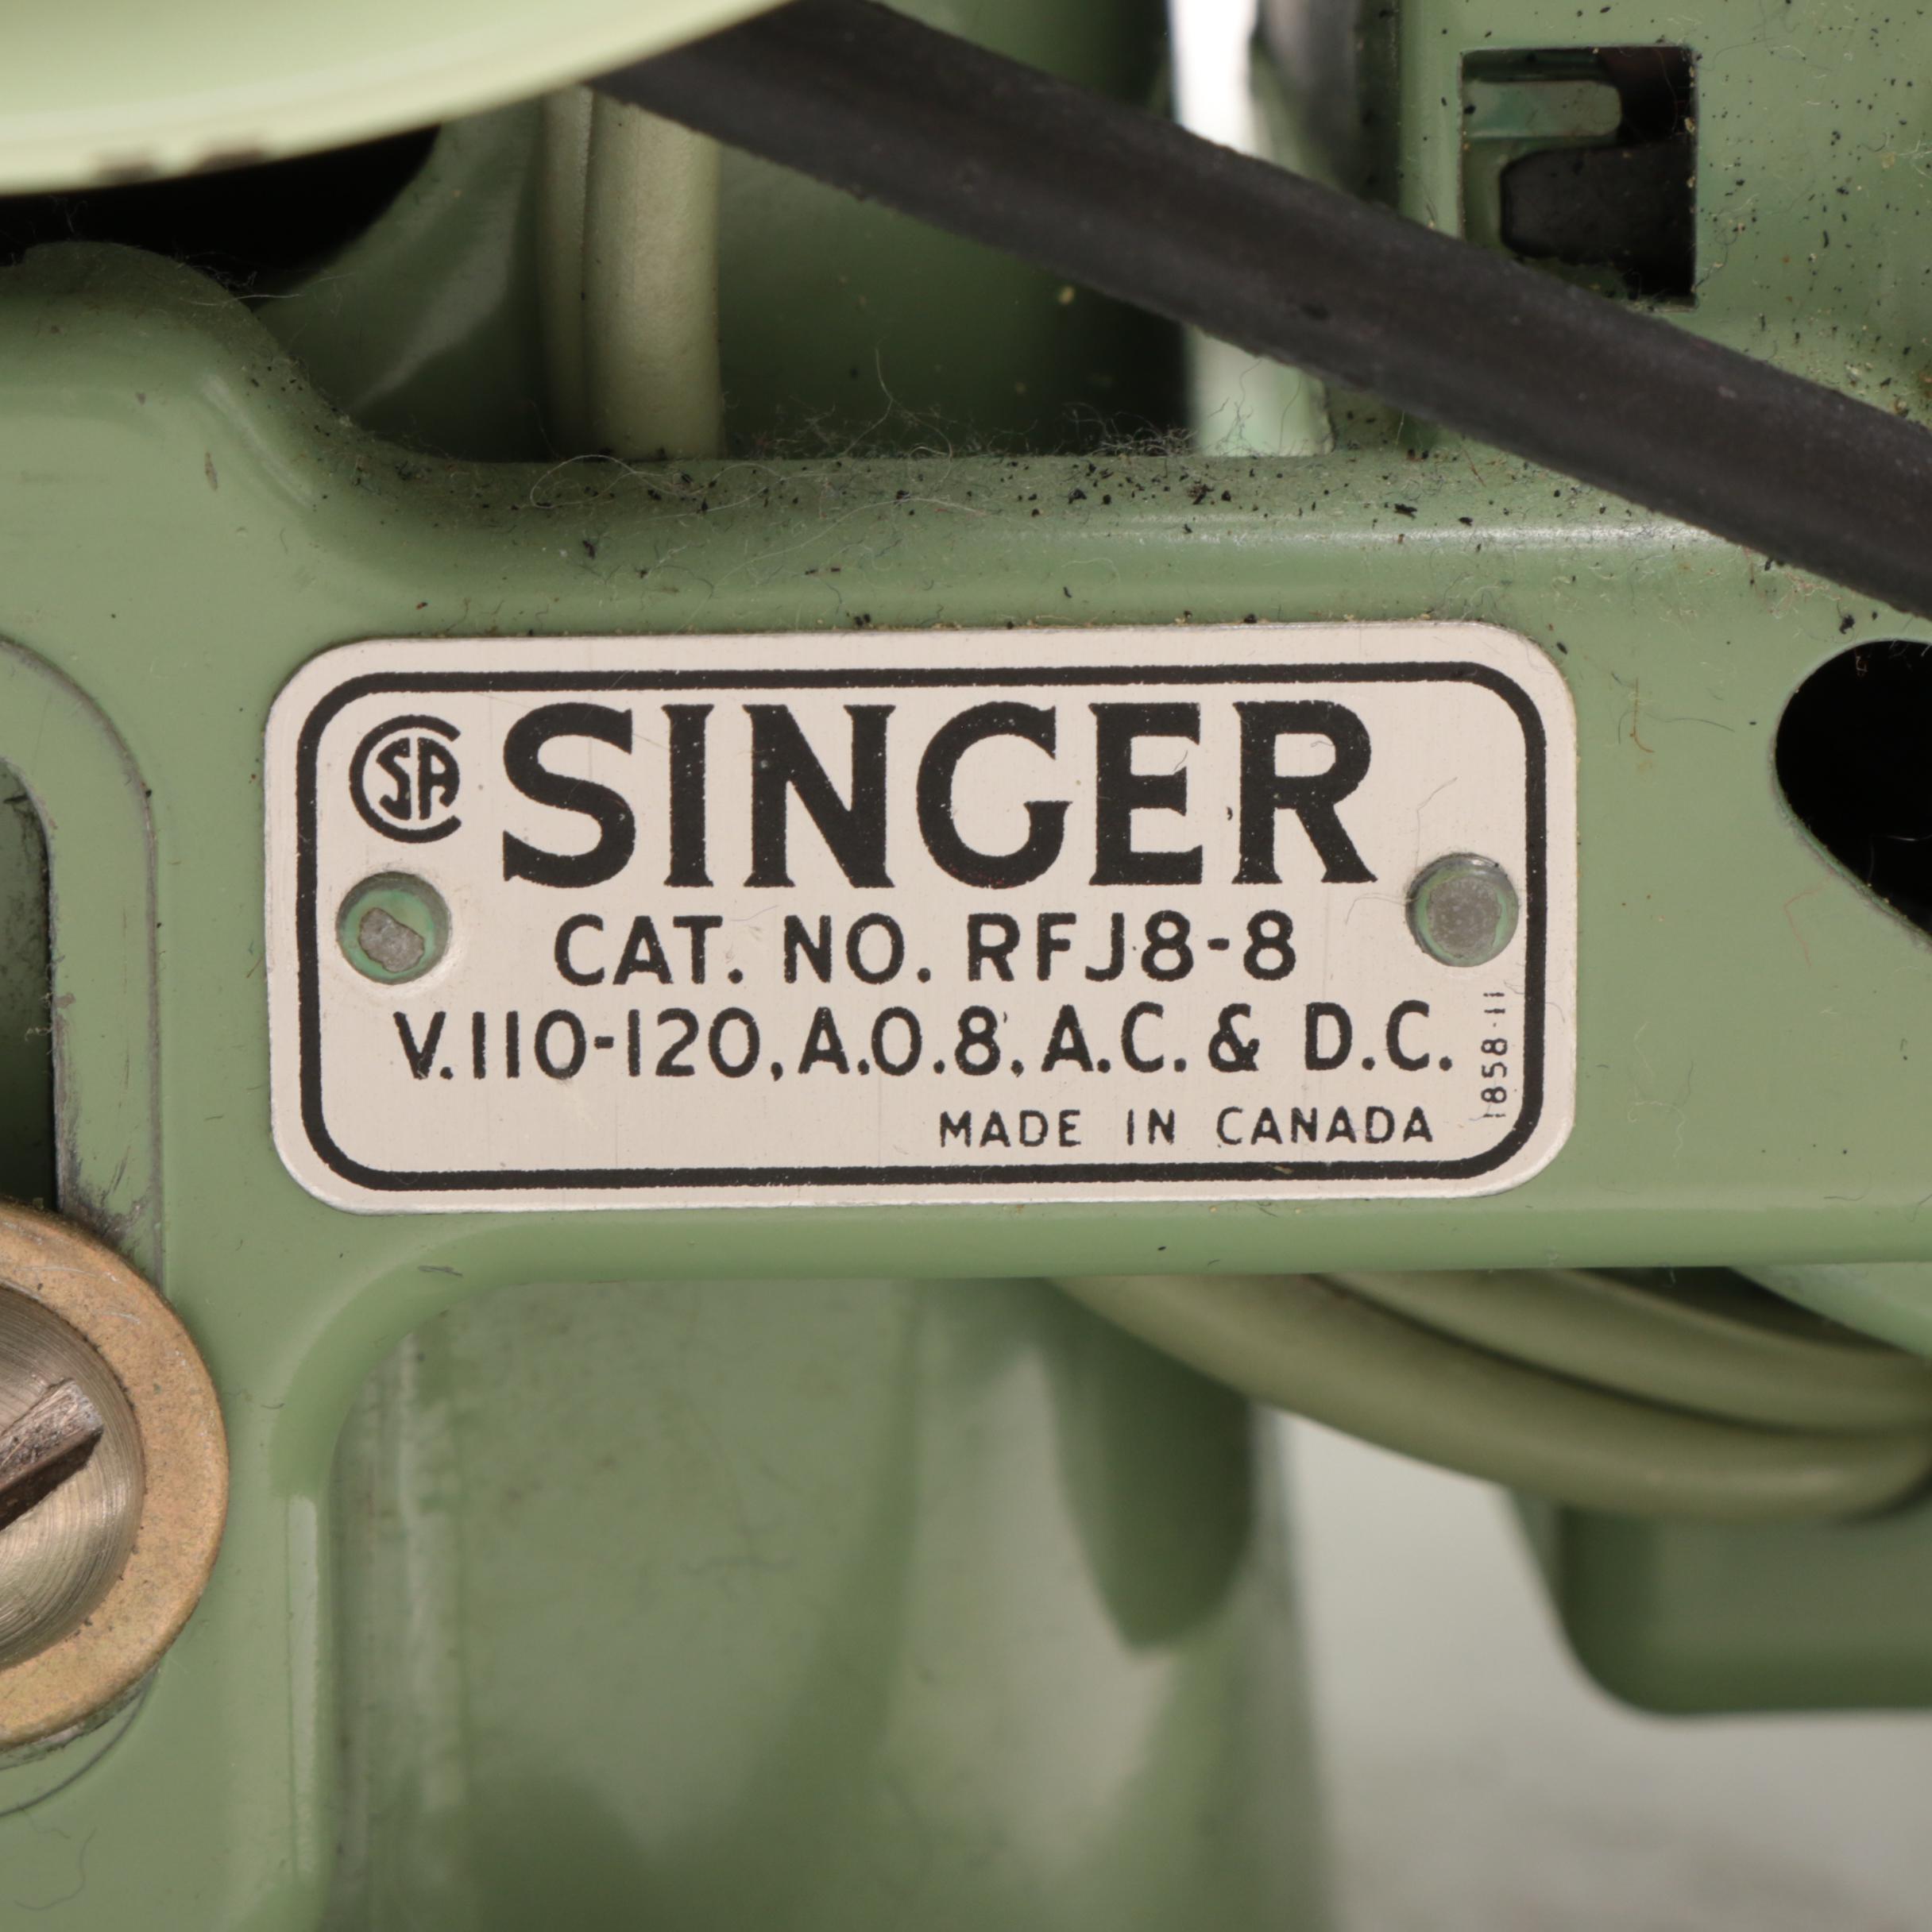 CSA SINGER
CAT. NO. RFJ8-8
V.110-120, A.0.8, A.C. & D.C.
MADE IN CANADA
1858-11